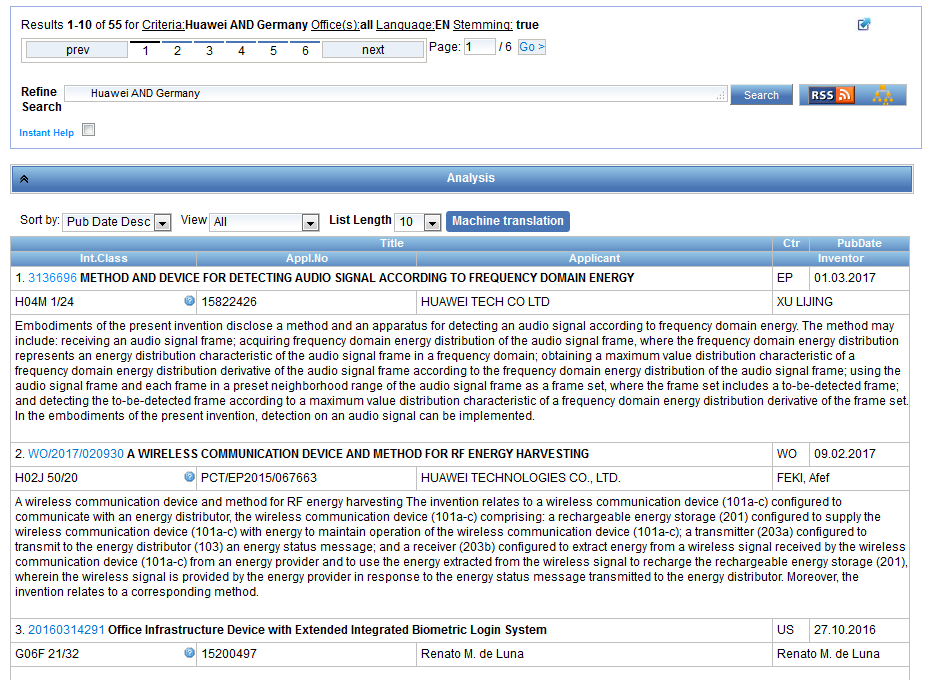 Results 1-10 of 55 for Criteria:Huawei AND Germany Office(s):all Language:EN Stemming: true
prev 1 2 3 4 5 6 next Page: 1 / 6 Go >
Refine Search Huawei AND Germany Search RSS
Instant Help
Analysis
Sort by: Pub Date Desc View All List Length 10 Machine translation
Title Ctr PubDate
Int.Class Appl.No Applicant Inventor
1. 3136696 METHOD AND DEVICE FOR DETECTING AUDIO SIGNAL ACCORDING TO FREQUENCY DOMAIN ENERGY EP 01.03.2017
H04M 1/24 15822426 HUAWEI TECH CO LTD XU LIJING
Embodiments of the present invention disclose a method and an apparatus for detecting an audio signal according to frequency domain energy. The method may
include: receiving an audio signal frame; acquiring frequency domain energy distribution of the audio signal frame, where the frequency domain energy distribution
represents an energy distribution characteristic of the audio signal frame in a frequency domain; obtaining a maximum value distribution characteristic of a
frequency domain energy distribution derivative of the audio signal frame according to the frequency domain energy distribution of the audio signal frame; using the
audio signal frame and each frame in a preset neighborhood range of the audio signal frame as a frame set, where the frame set includes a to-be-detected frame;
and detecting the to-be-detected frame according to a maximum value distribution characteristic of a frequency domain energy distribution derivative of the frame set.
In the embodiments of the present invention, detection on an audio signal can be implemented.
2. WO/2017/020930 A WIRELESS COMMUNICATION DEVICE AND METHOD FOR RF ENERGY HARVESTING WO 09.02.2017
H02J 50/20 PCT/EP2015/067663 HUAWEI TECHNOLOGIES CO., LTD. FEKI, Afef
A wireless communication device and method for RF energy harvesting The invention relates to a wireless communication device (101a-c) configured to
communicate with an energy distributor, the wireless communication device (101a-c) comprising: a rechargeable energy storage (201) configured to supply the
wireless communication device (101a-c) with energy to maintain operation of the wireless communication device (101a-c); a transmitter (203a) configured to
transmit to the energy distributor (103) an energy status message; and a receiver (203b) configured to extract energy from a wireless signal received by the wireless
communication device (101a-c) from an energy provider and to use the energy extracted from the wireless signal to recharge the rechargeable energy storage (201),
wherein the wireless signal is provided by the energy provider in response to the energy status message transmitted to the energy distributor. Moreover, the
invention relates to a corresponding method.
3. 20160314291 Office Infrastructure Device with Extended Integrated Biometric Login System US 27.10.2016
G06F 21/32 15200497 Renato M. de Luna Renato M. de Luna